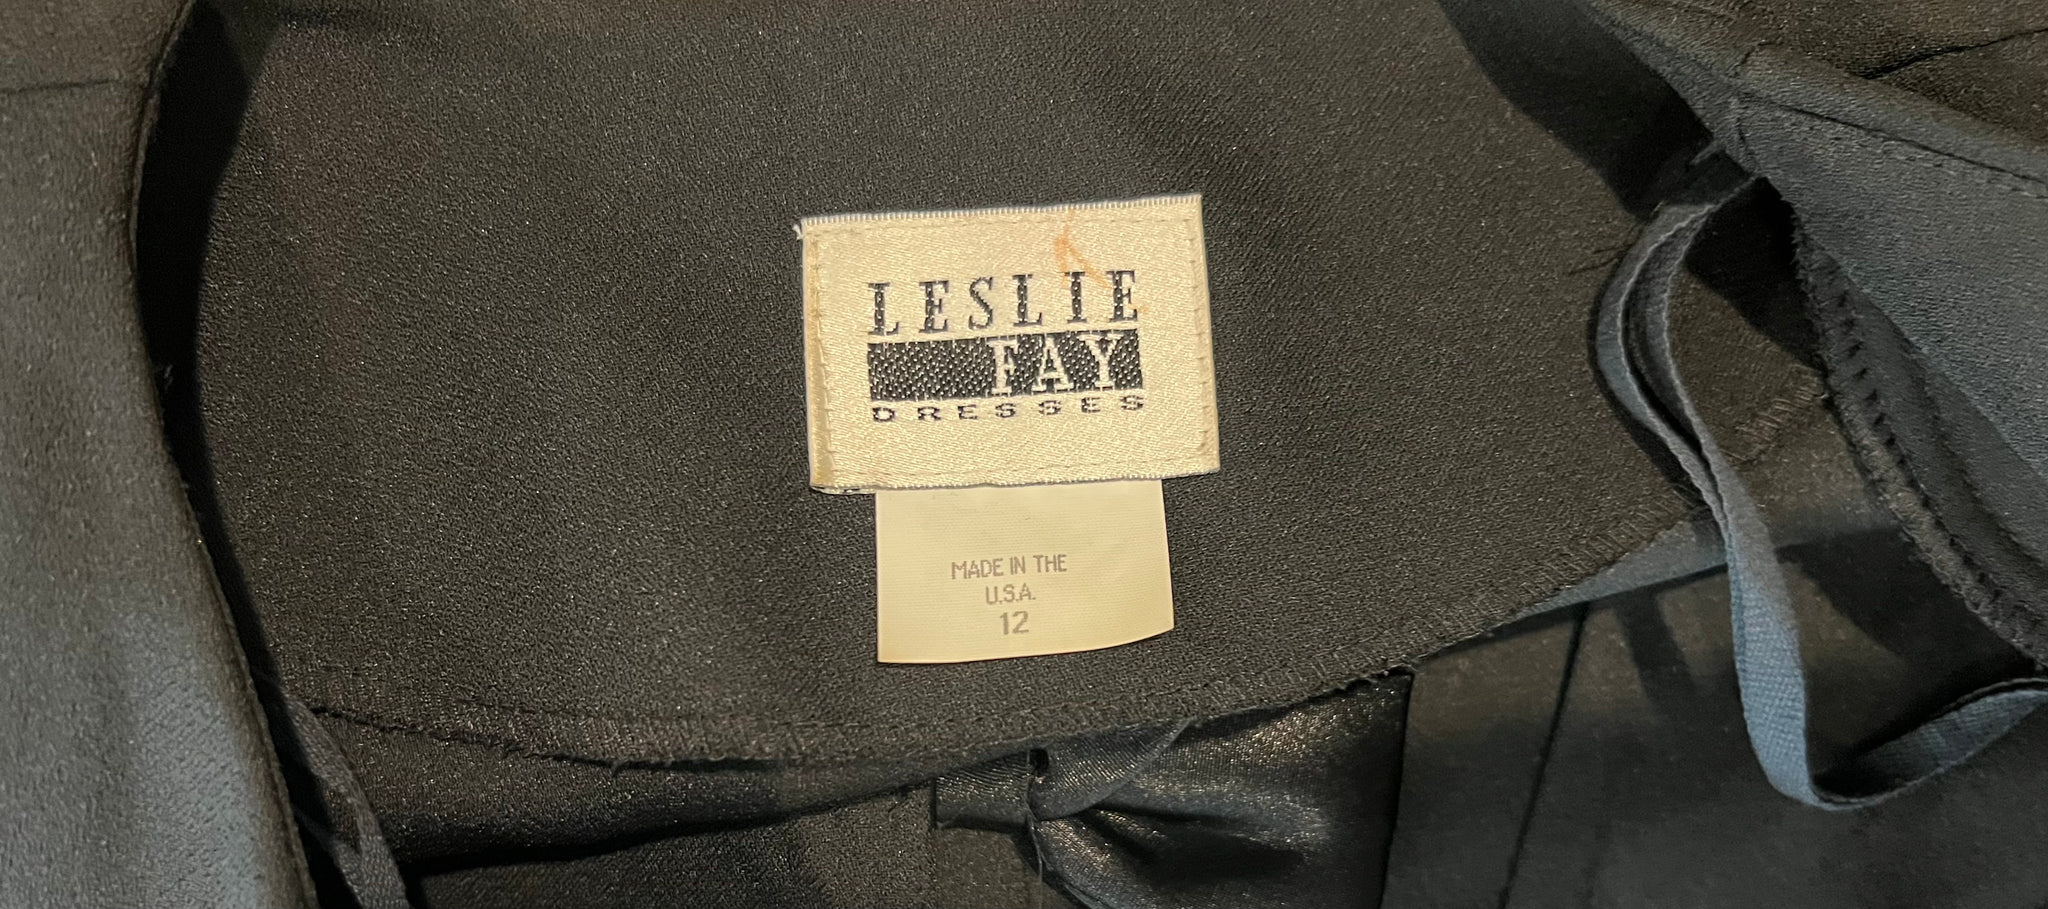 LESLIE
FAY
DRESSES
MADE IN THE
U.S.A.
12